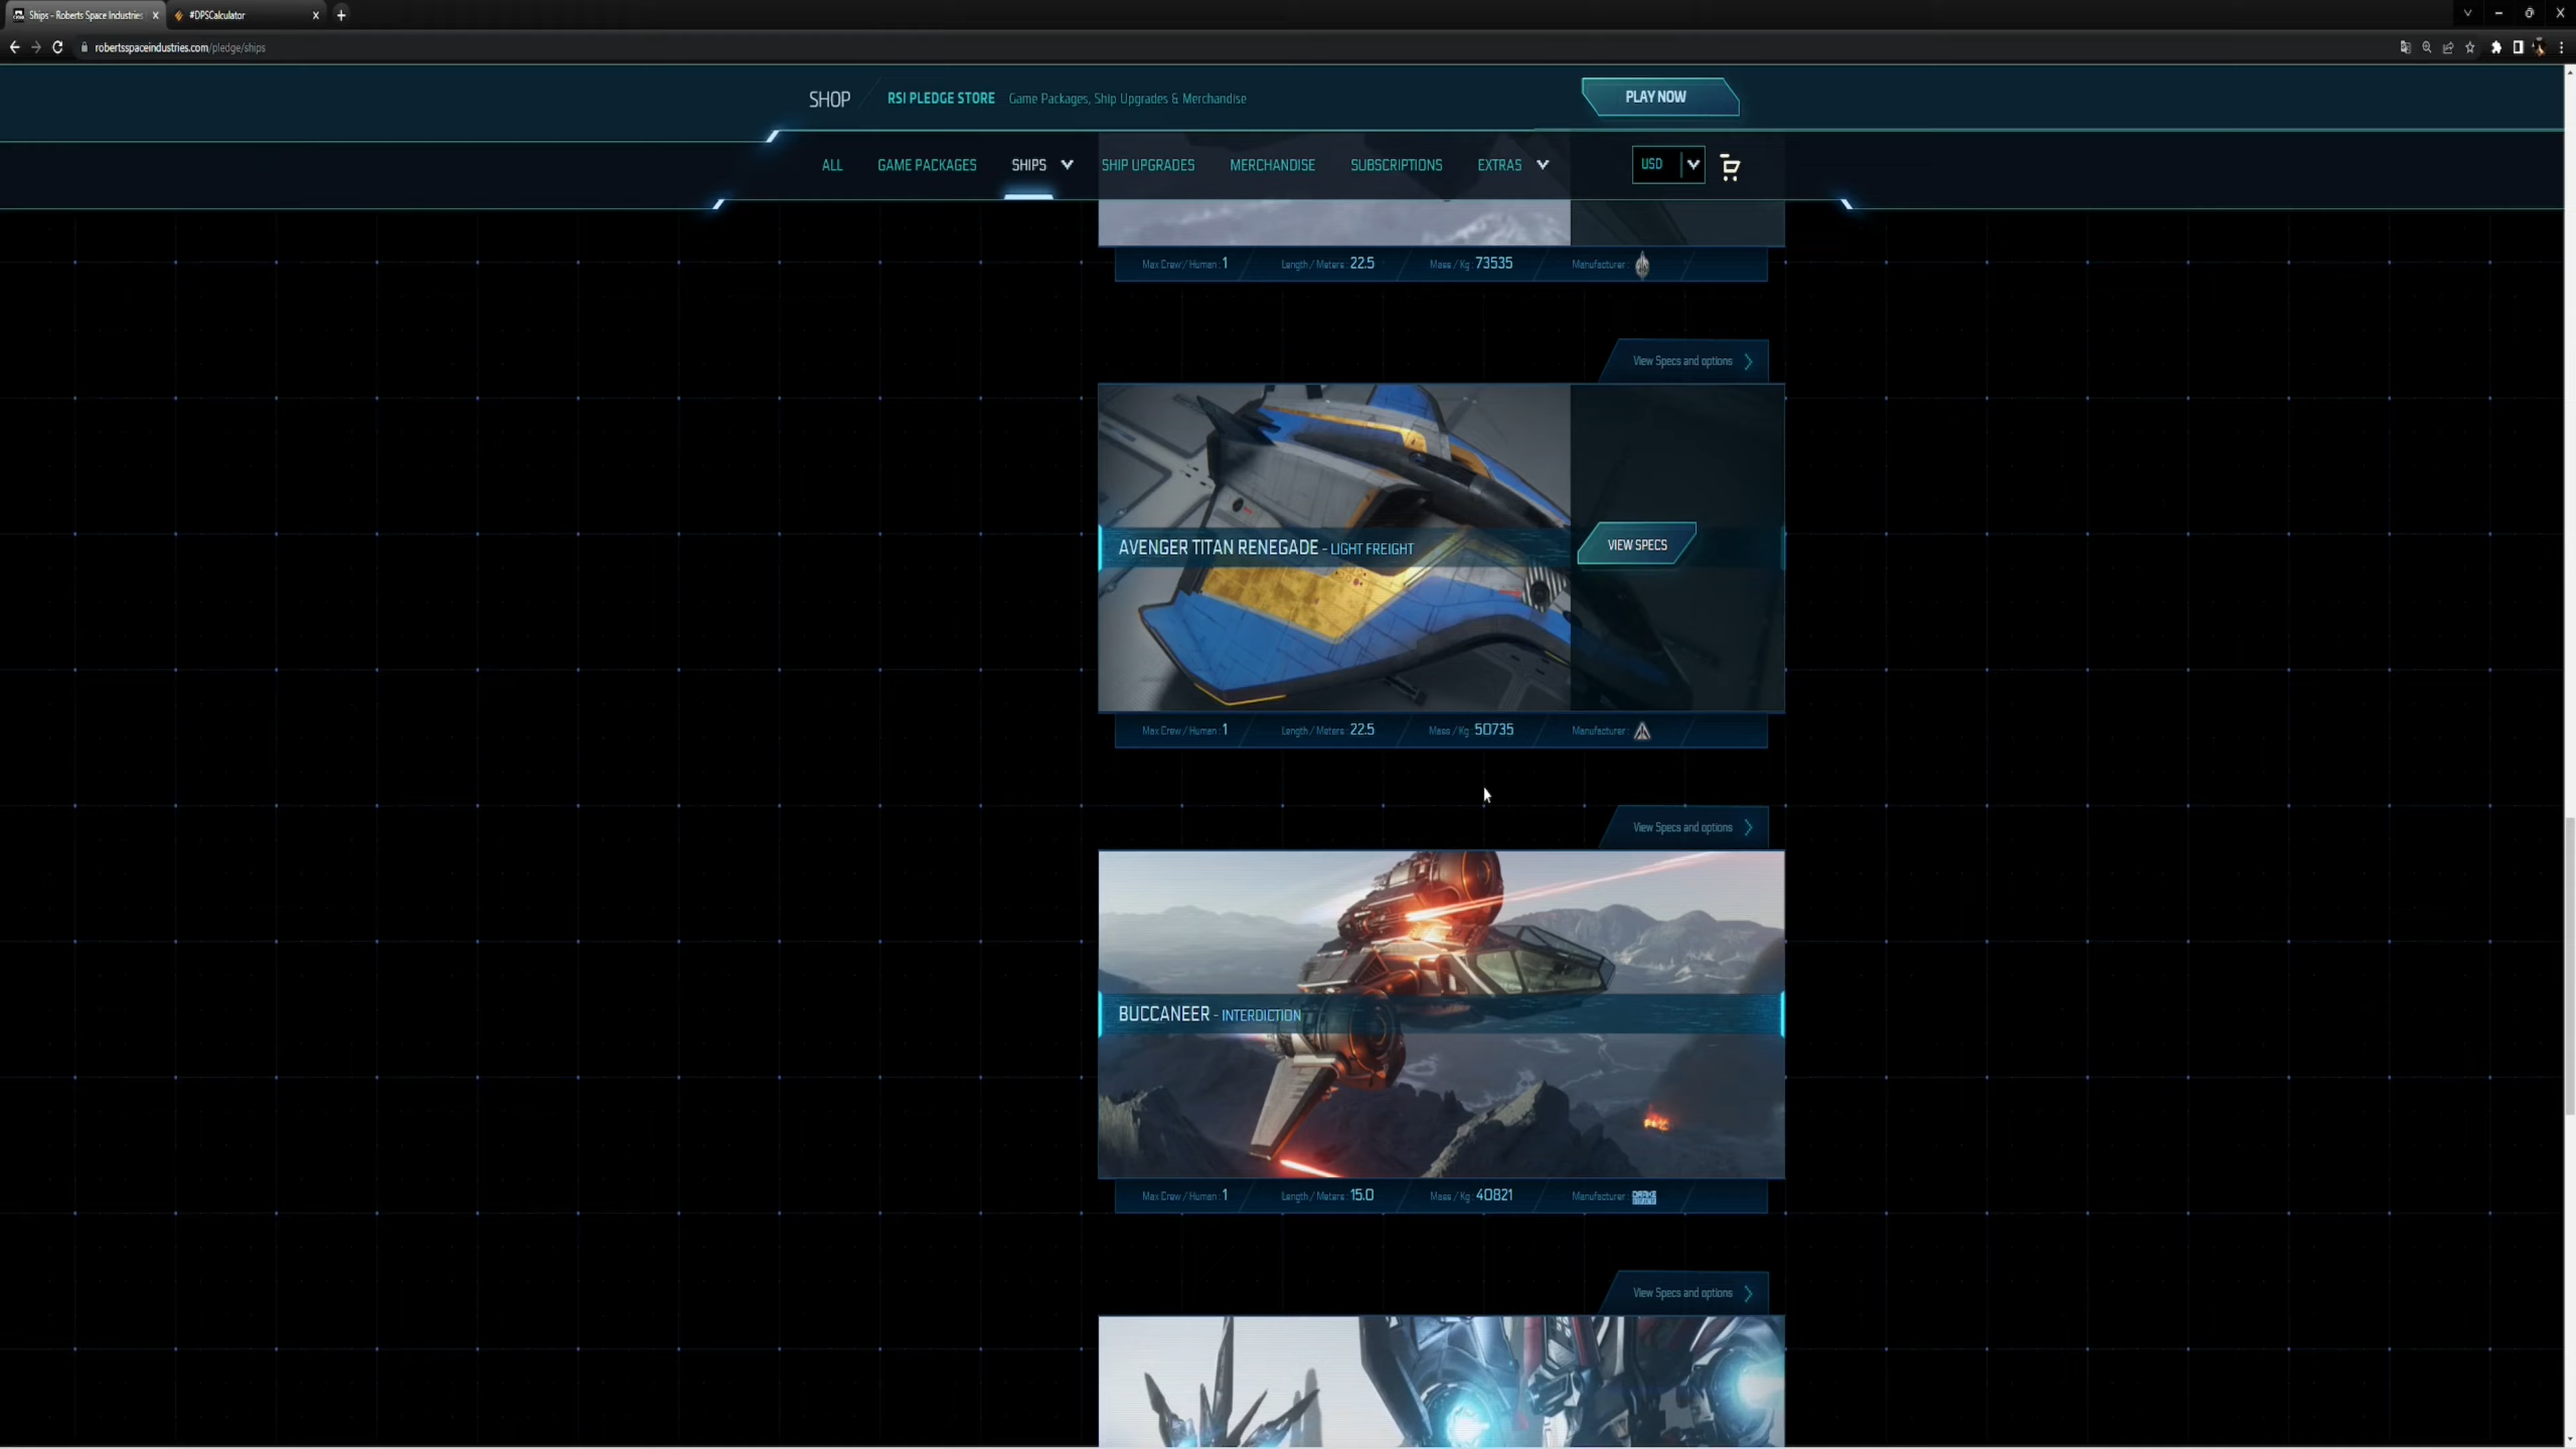 Ships - Roberts Space Industries
#DPSCalculator
robertsspaceindustries.com/pledge/ships
SHOP RSI PLEDGE STORE Game Packages, Ship Upgrades & Merchandise PLAY NOW
ALL GAME PACKAGES SHIPS SHIP UPGRADES MERCHANDISE SUBSCRIPTIONS EXTRAS USD
Max Crew / Human : 1 Length / Meters : 22.5 Mass / Kg : 73535 Manufacturer :
View Specs and options
AVENGER TITAN RENEGADE - LIGHT FREIGHT VIEW SPECS
Max Crew / Human : 1 Length / Meters : 22.5 Mass / Kg : 50735 Manufacturer :
View Specs and options
BUCCANEER - INTERDICTION
Max Crew / Human : 1 Length / Meters : 15.0 Mass / Kg : 40821 Manufacturer :
View Specs and options